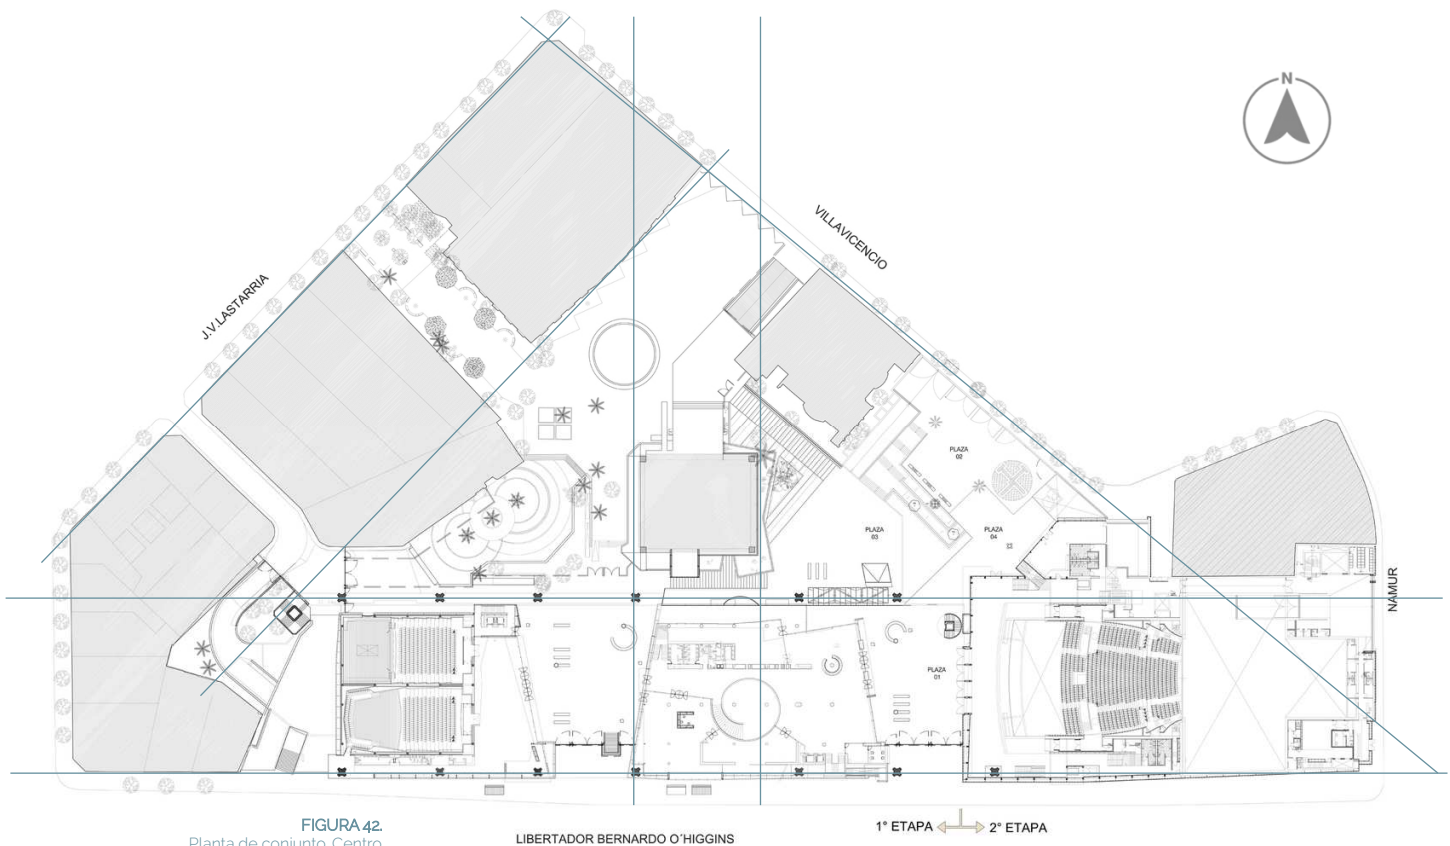 N
VILLAVICENCIO
J.V.LASTARRIA
PLAZA
02
PLAZA
03
PLAZA
04
NAMUR
PLAZA
01
1° ETAPA
2° ETAPA
FIGURA 42.
Planta de conjunto. Centro
LIBERTADOR BERNARDO O´HIGGINS